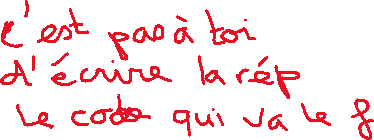 c'est pas à toi
d'écrire la rép
le code qui va le f